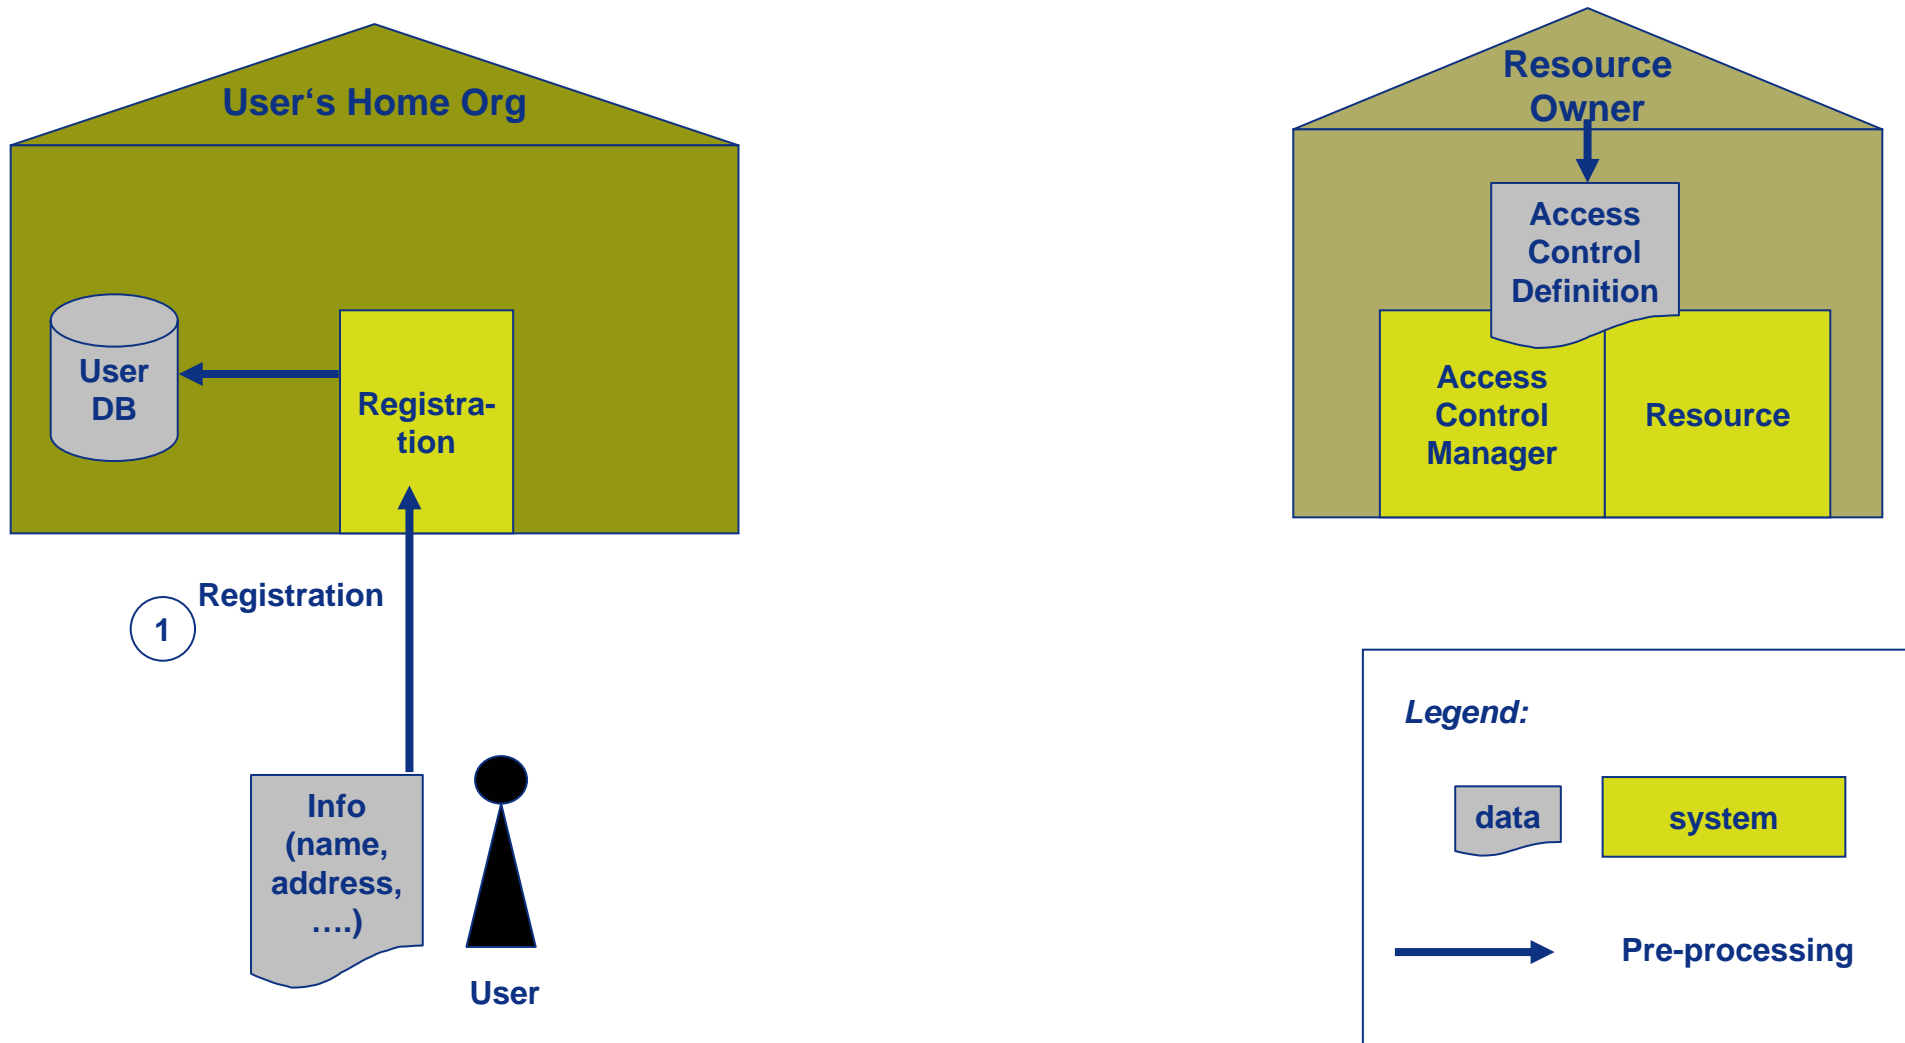 User‘s Home Org
User
DB
Registra-
tion
Registration
1
Info
(name,
address,
….)
User
Resource
Owner
Access
Control
Definition
Access
Control
Manager
Resource
Legend:
data
system
Pre-processing